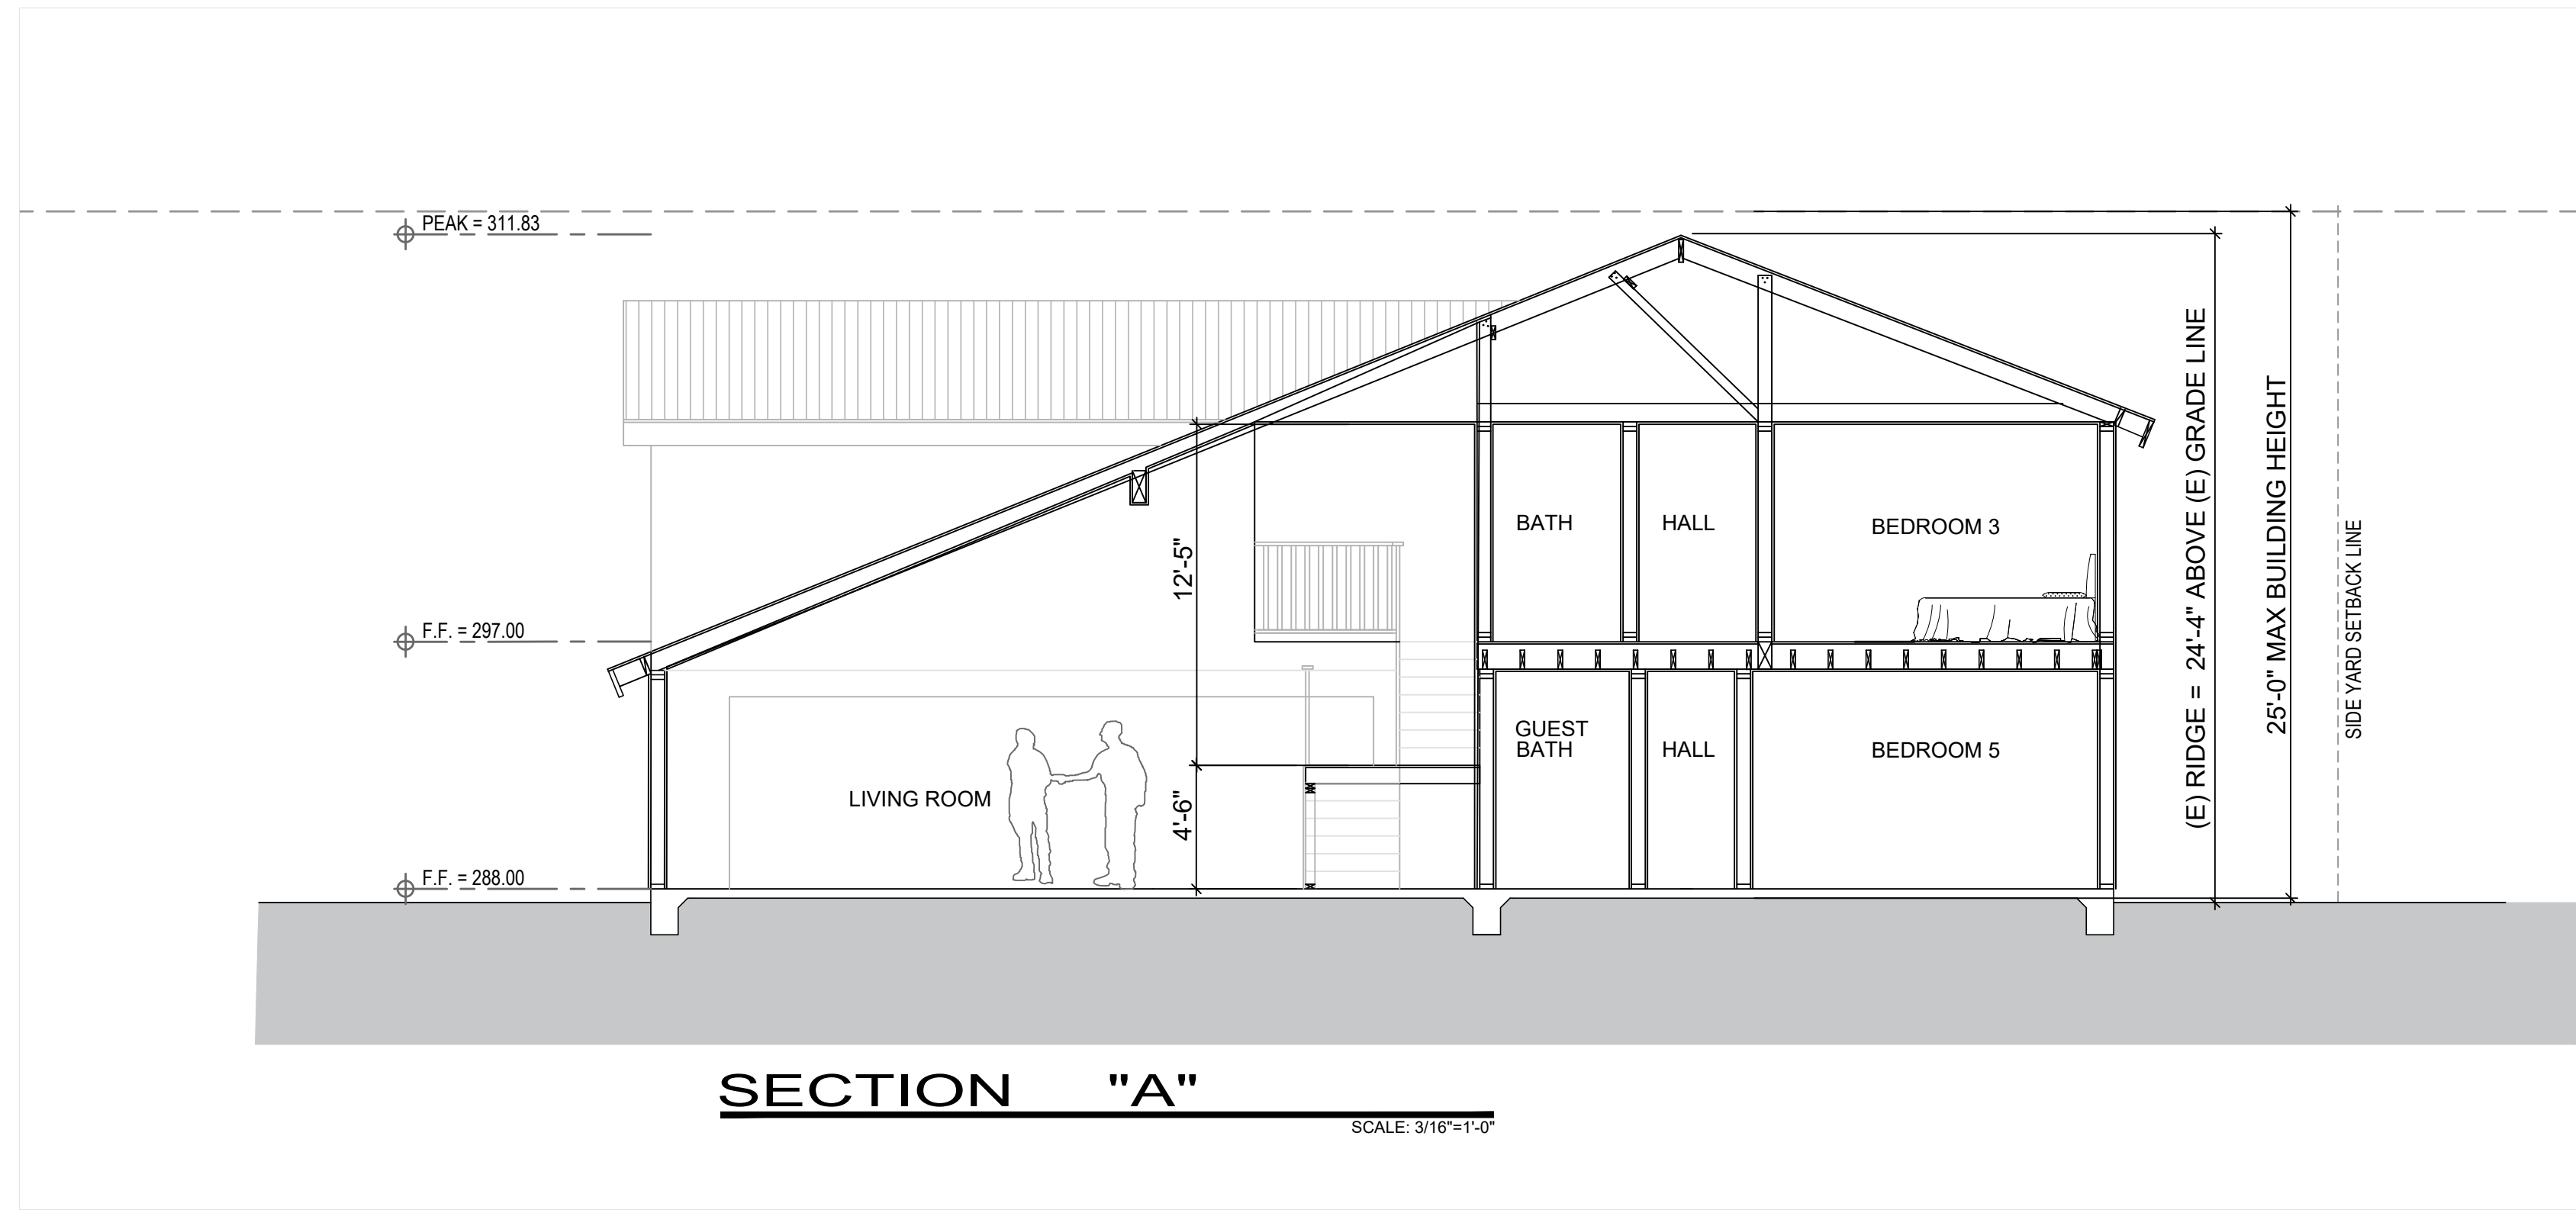 PEAK = 311.83
F.F. = 297.00
F.F. = 288.00
12'-5"
4'-6"
LIVING ROOM
BATH
HALL
BEDROOM 3
GUEST
BATH
HALL
BEDROOM 5
(E) RIDGE = 24'-4" ABOVE (E) GRADE LINE
25'-0" MAX BUILDING HEIGHT
SIDE YARD SETBACK LINE
SECTION "A"
SCALE: 3/16"=1'-0"